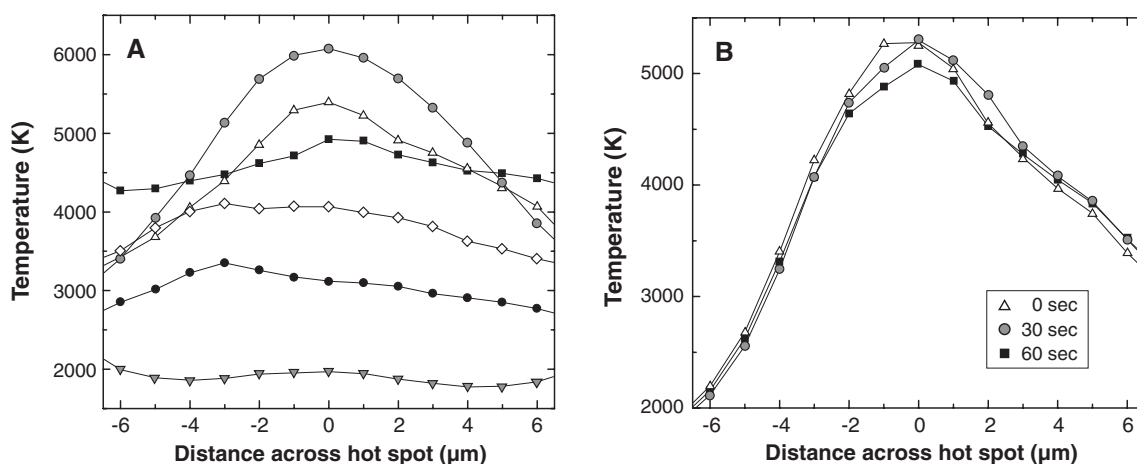 A
Temperature (K)
6000
5000
4000
3000
2000
-6 -4 -2 0 2 4 6
Distance across hot spot (µm)
B
Temperature (K)
5000
4000
3000
2000
0 sec
30 sec
60 sec
-6 -4 -2 0 2 4 6
Distance across hot spot (µm)